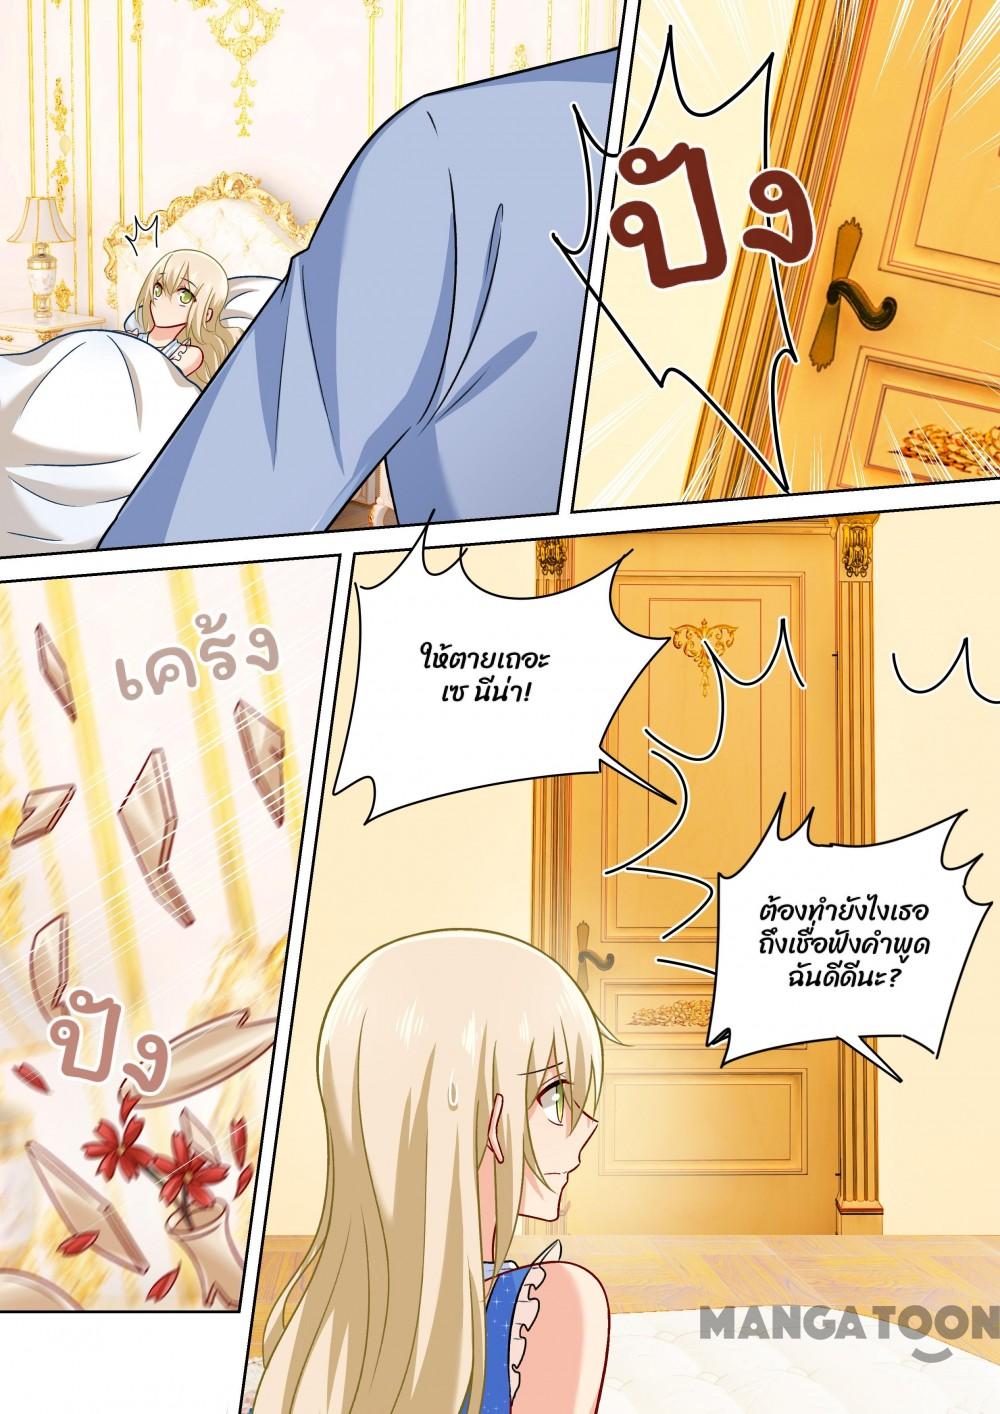 ปัง
เคร้ง
ปัง
ให้ตายเถอะ
เซ นีน่า!
ต้องทำยังไงเธอ
ถึงเชื่อฟังคำพูด
ฉันดีดีนะ?
MANGATOON